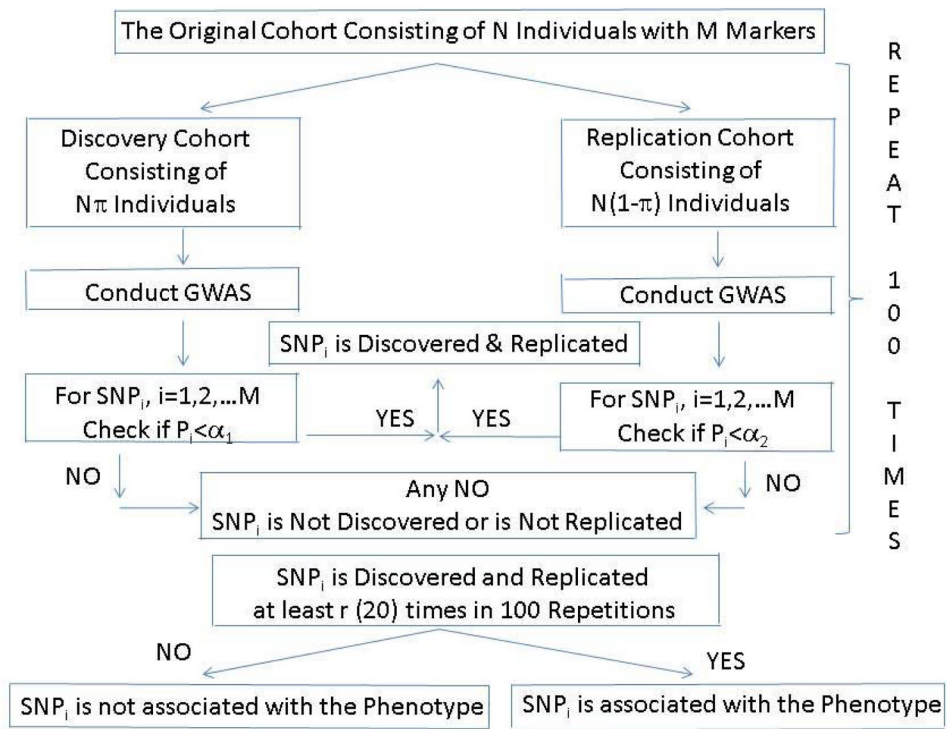 The Original Cohort Consisting of N Individuals with M Markers
Discovery Cohort
Consisting of
Nπ Individuals
Replication Cohort
Consisting of
N(1-π) Individuals
Conduct GWAS
Conduct GWAS
SNPi is Discovered & Replicated
For SNPi, i=1,2,...M
Check if Pi<α1
YES
YES
For SNPi, i=1,2,...M
Check if Pi<α2
NO
NO
Any NO
SNPi is Not Discovered or is Not Replicated
SNPi is Discovered and Replicated
at least r (20) times in 100 Repetitions
NO
YES
SNPi is not associated with the Phenotype
SNPi is associated with the Phenotype
REPEAT 100 TIMES